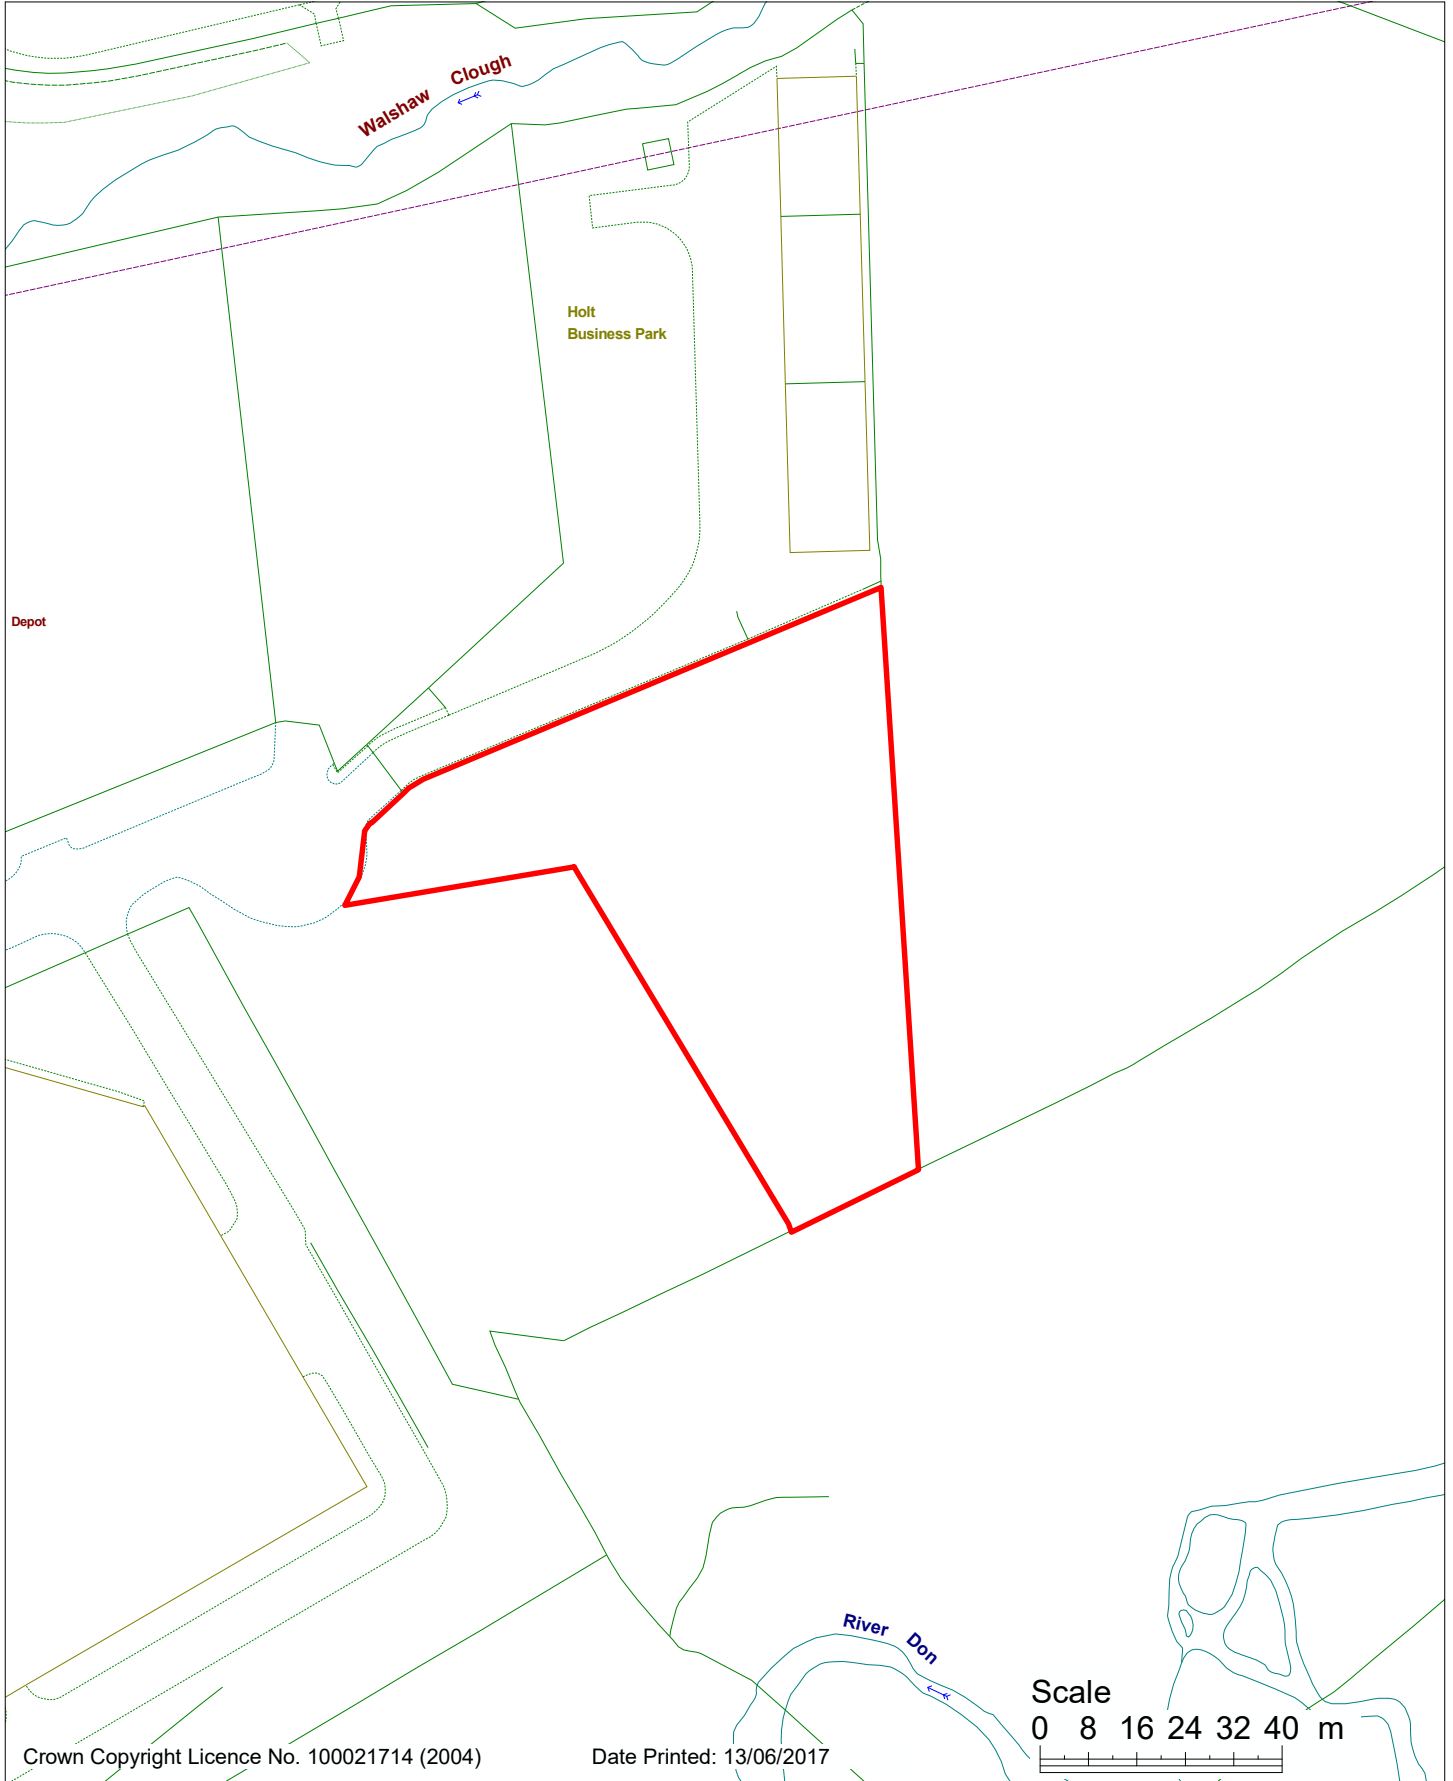 Walshaw Clough
Holt
Business Park
Depot
River Don
Scale
0 8 16 24 32 40 m
Crown Copyright Licence No. 100021714 (2004)
Date Printed: 13/06/2017